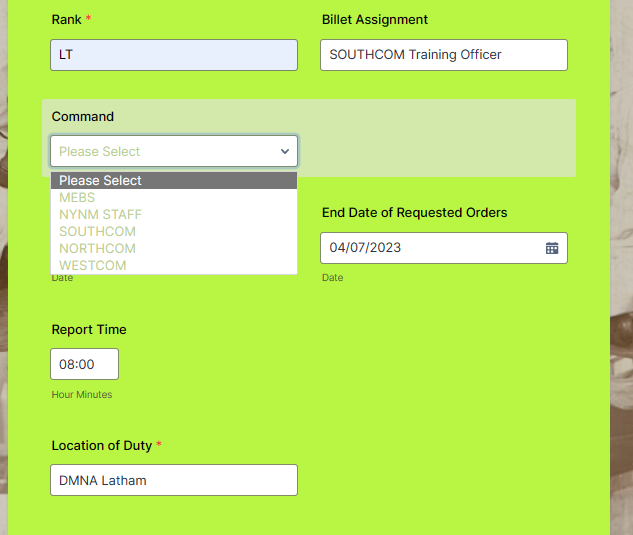 Rank *
Billet Assignment
LT
SOUTHCOM Training Officer
Command
Please Select
Please Select
MEBS
NYNM STAFF
SOUTHCOM
NORTHCOM
WESTCOM
End Date of Requested Orders
04/07/2023
Date
Date
Report Time
08:00
Hour Minutes
Location of Duty *
DMNA Latham